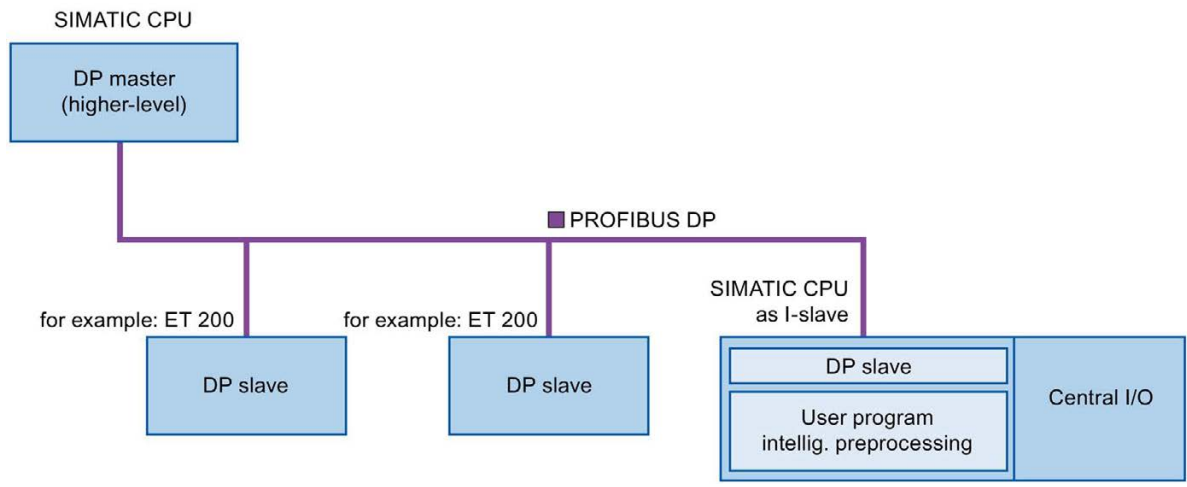 SIMATIC CPU
DP master
(higher-level)
PROFIBUS DP
SIMATIC CPU
as I-slave
for example: ET 200
for example: ET 200
DP slave
DP slave
DP slave
User program
intellig. preprocessing
Central I/O